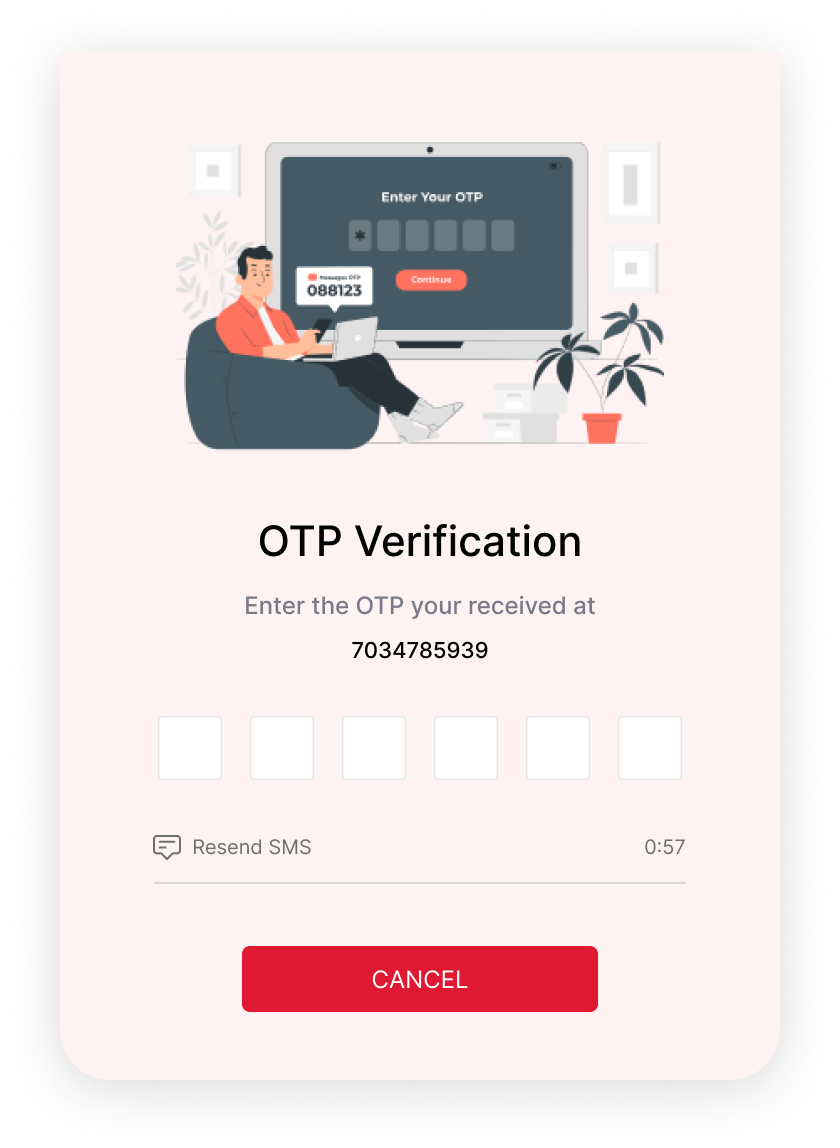 Enter Your OTP
*
Messages OTP
088123
Continue
OTP Verification
Enter the OTP your received at
7034785939
Resend SMS
0:57
CANCEL